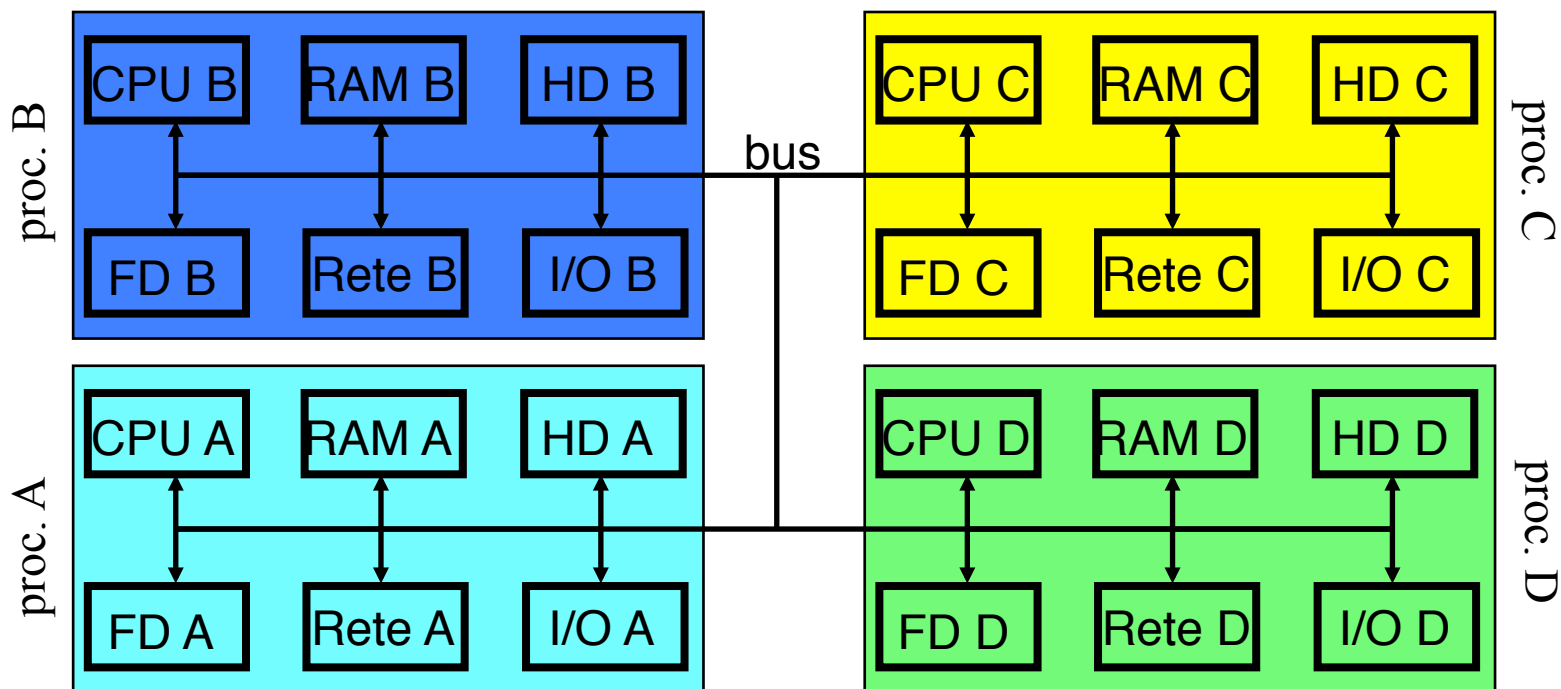 proc. B
CPU B RAM B HD B
FD B Rete B I/O B
bus
CPU C RAM C HD C
FD C Rete C I/O C
proc. C
proc. A
CPU A RAM A HD A
FD A Rete A I/O A
CPU D RAM D HD D
FD D Rete D I/O D
proc. D